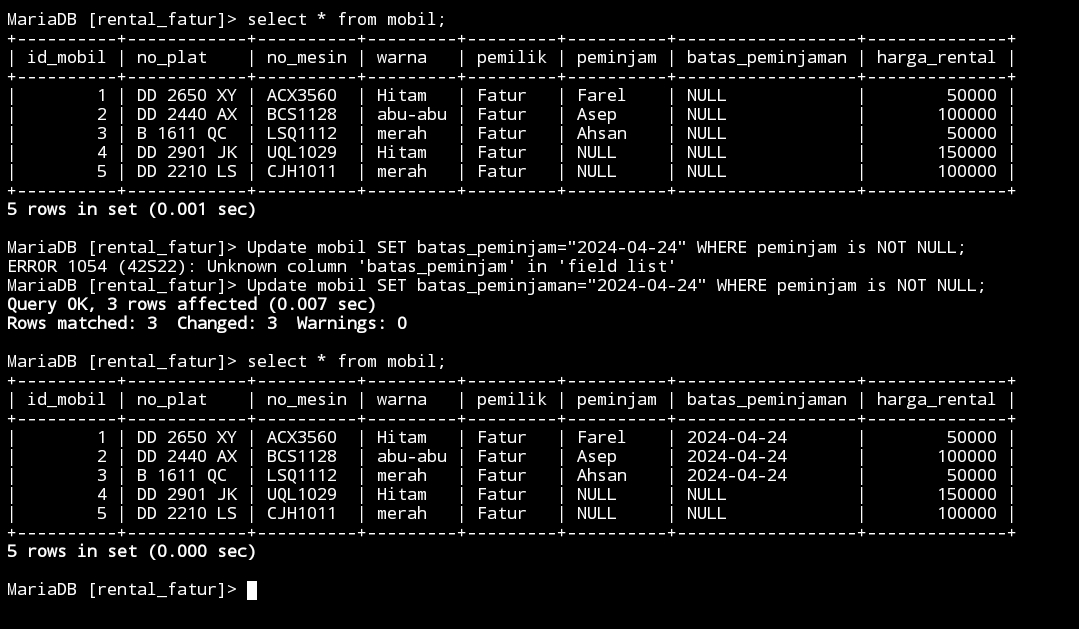 MariaDB [rental_fatur]> select * from mobil;
+----------+------------+----------+---------+---------+----------+------------------+--------------+
| id_mobil | no_plat    | no_mesin | warna   | pemilik | peminjam | batas_peminjaman | harga_rental |
+----------+------------+----------+---------+---------+----------+------------------+--------------+
|        1 | DD 2650 XY | ACX3560  | Hitam   | Fatur   | Farel    | NULL             |        50000 |
|        2 | DD 2440 AX | BCS1128  | abu-abu | Fatur   | Asep     | NULL             |       100000 |
|        3 | B 1611 QC  | LSQ1112  | merah   | Fatur   | Ahsan    | NULL             |        50000 |
|        4 | DD 2901 JK | UQL1029  | Hitam   | Fatur   | NULL     | NULL             |       150000 |
|        5 | DD 2210 LS | CJH1011  | merah   | Fatur   | NULL     | NULL             |       100000 |
+----------+------------+----------+---------+---------+----------+------------------+--------------+
5 rows in set (0.001 sec)
MariaDB [rental_fatur]> Update mobil SET batas_peminjam="2024-04-24" WHERE peminjam is NOT NULL;
ERROR 1054 (42S22): Unknown column 'batas_peminjam' in 'field list'
MariaDB [rental_fatur]> Update mobil SET batas_peminjaman="2024-04-24" WHERE peminjam is NOT NULL;
Query OK, 3 rows affected (0.007 sec)
Rows matched: 3  Changed: 3  Warnings: 0
MariaDB [rental_fatur]> select * from mobil;
+----------+------------+----------+---------+---------+----------+------------------+--------------+
| id_mobil | no_plat    | no_mesin | warna   | pemilik | peminjam | batas_peminjaman | harga_rental |
+----------+------------+----------+---------+---------+----------+------------------+--------------+
|        1 | DD 2650 XY | ACX3560  | Hitam   | Fatur   | Farel    | 2024-04-24       |        50000 |
|        2 | DD 2440 AX | BCS1128  | abu-abu | Fatur   | Asep     | 2024-04-24       |       100000 |
|        3 | B 1611 QC  | LSQ1112  | merah   | Fatur   | Ahsan    | 2024-04-24       |        50000 |
|        4 | DD 2901 JK | UQL1029  | Hitam   | Fatur   | NULL     | NULL             |       150000 |
|        5 | DD 2210 LS | CJH1011  | merah   | Fatur   | NULL     | NULL             |       100000 |
+----------+------------+----------+---------+---------+----------+------------------+--------------+
5 rows in set (0.000 sec)
MariaDB [rental_fatur]>